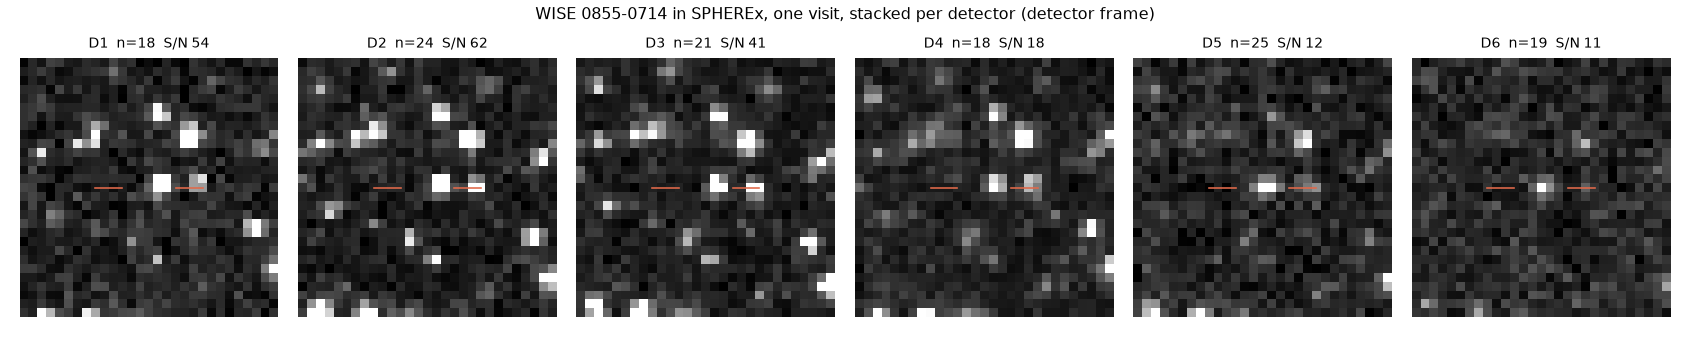 WISE 0855-0714 in SPHEREx, one visit, stacked per detector (detector frame)
D1 n=18 S/N 54
D2 n=24 S/N 62
D3 n=21 S/N 41
D4 n=18 S/N 18
D5 n=25 S/N 12
D6 n=19 S/N 11